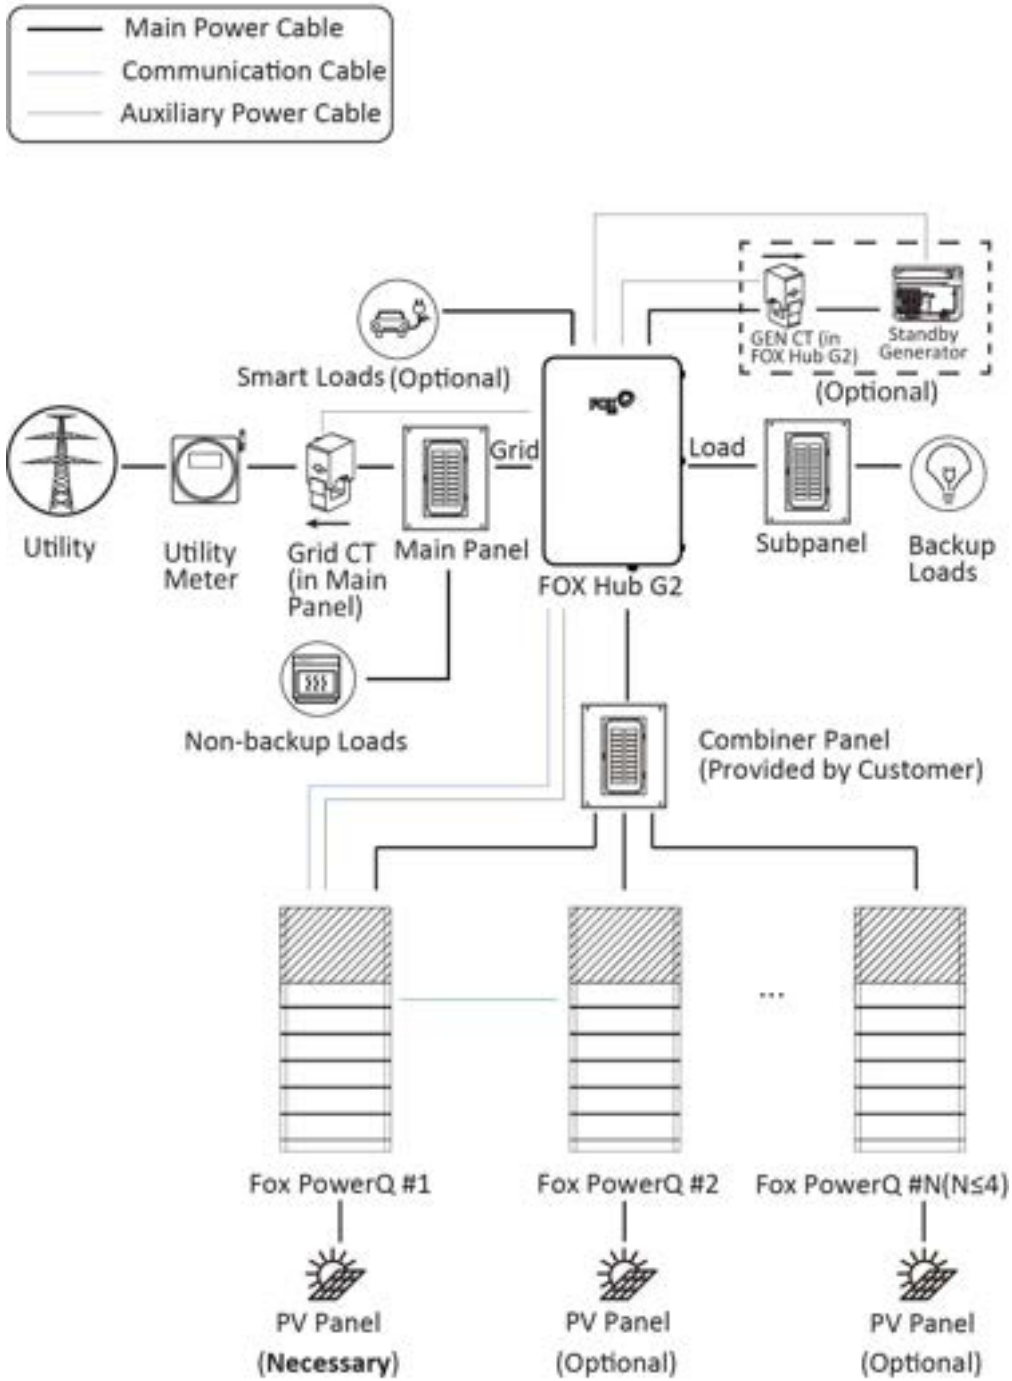 Main Power Cable
Communication Cable
Auxiliary Power Cable
GEN CT (in
FOX Hub G2)
Standby
Generator
(Optional)
Smart Loads (Optional)
Grid
Load
Utility
Utility
Meter
Grid CT
(in Main
Panel)
Main Panel
FOX Hub G2
Subpanel
Backup
Loads
Non-backup Loads
Combiner Panel
(Provided by Customer)
...
Fox PowerQ #1
Fox PowerQ #2
Fox PowerQ #N(N≤4)
PV Panel
(Necessary)
PV Panel
(Optional)
PV Panel
(Optional)